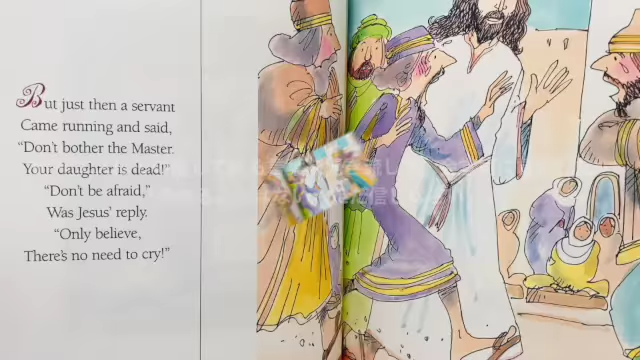 But just then a servant
Came running and said,
“Don’t bother the Master.
Your daughter is dead!”
“Don’t be afraid,”
Was Jesus’ reply.
“Only believe,
There’s no need to cry!”